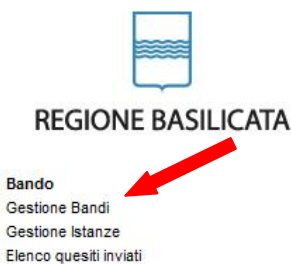 REGIONE BASILICATA
Bando
Gestione Bandi
Gestione Istanze
Elenco quesiti inviati